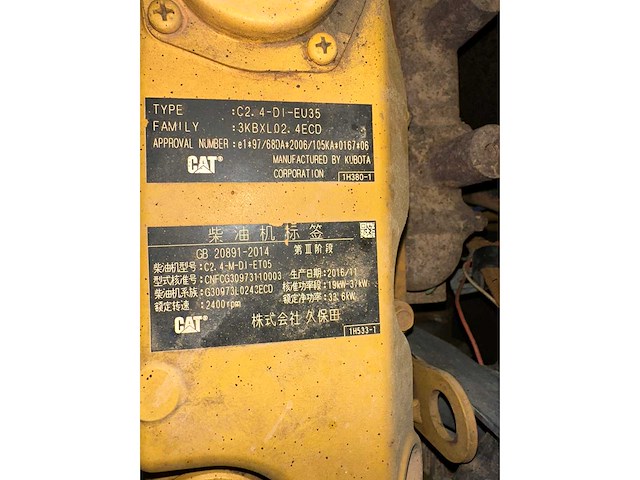 TYPE :C2.4-DI-EU35
FAMILY :3KBXL02.4ECD
APPROVAL NUMBER :e1*97/68DA*2006/105KA*0167*06
CAT MANUFACTURED BY KUBOTA
CORPORATION 1H380-1
柴油机标签
GB 20891-2014 第Ⅲ阶段
柴油机型号:C2.4-M-DI-ET05 生产日期:2016/11
型式核准号:CNFCG30973110003 核准功率段:19kW-37kW
柴油机系族:G30973L0243ECD 额定净功率:33.6kW
额定转速 :2400rpm
CAT 株式会社久保田
1H533-1